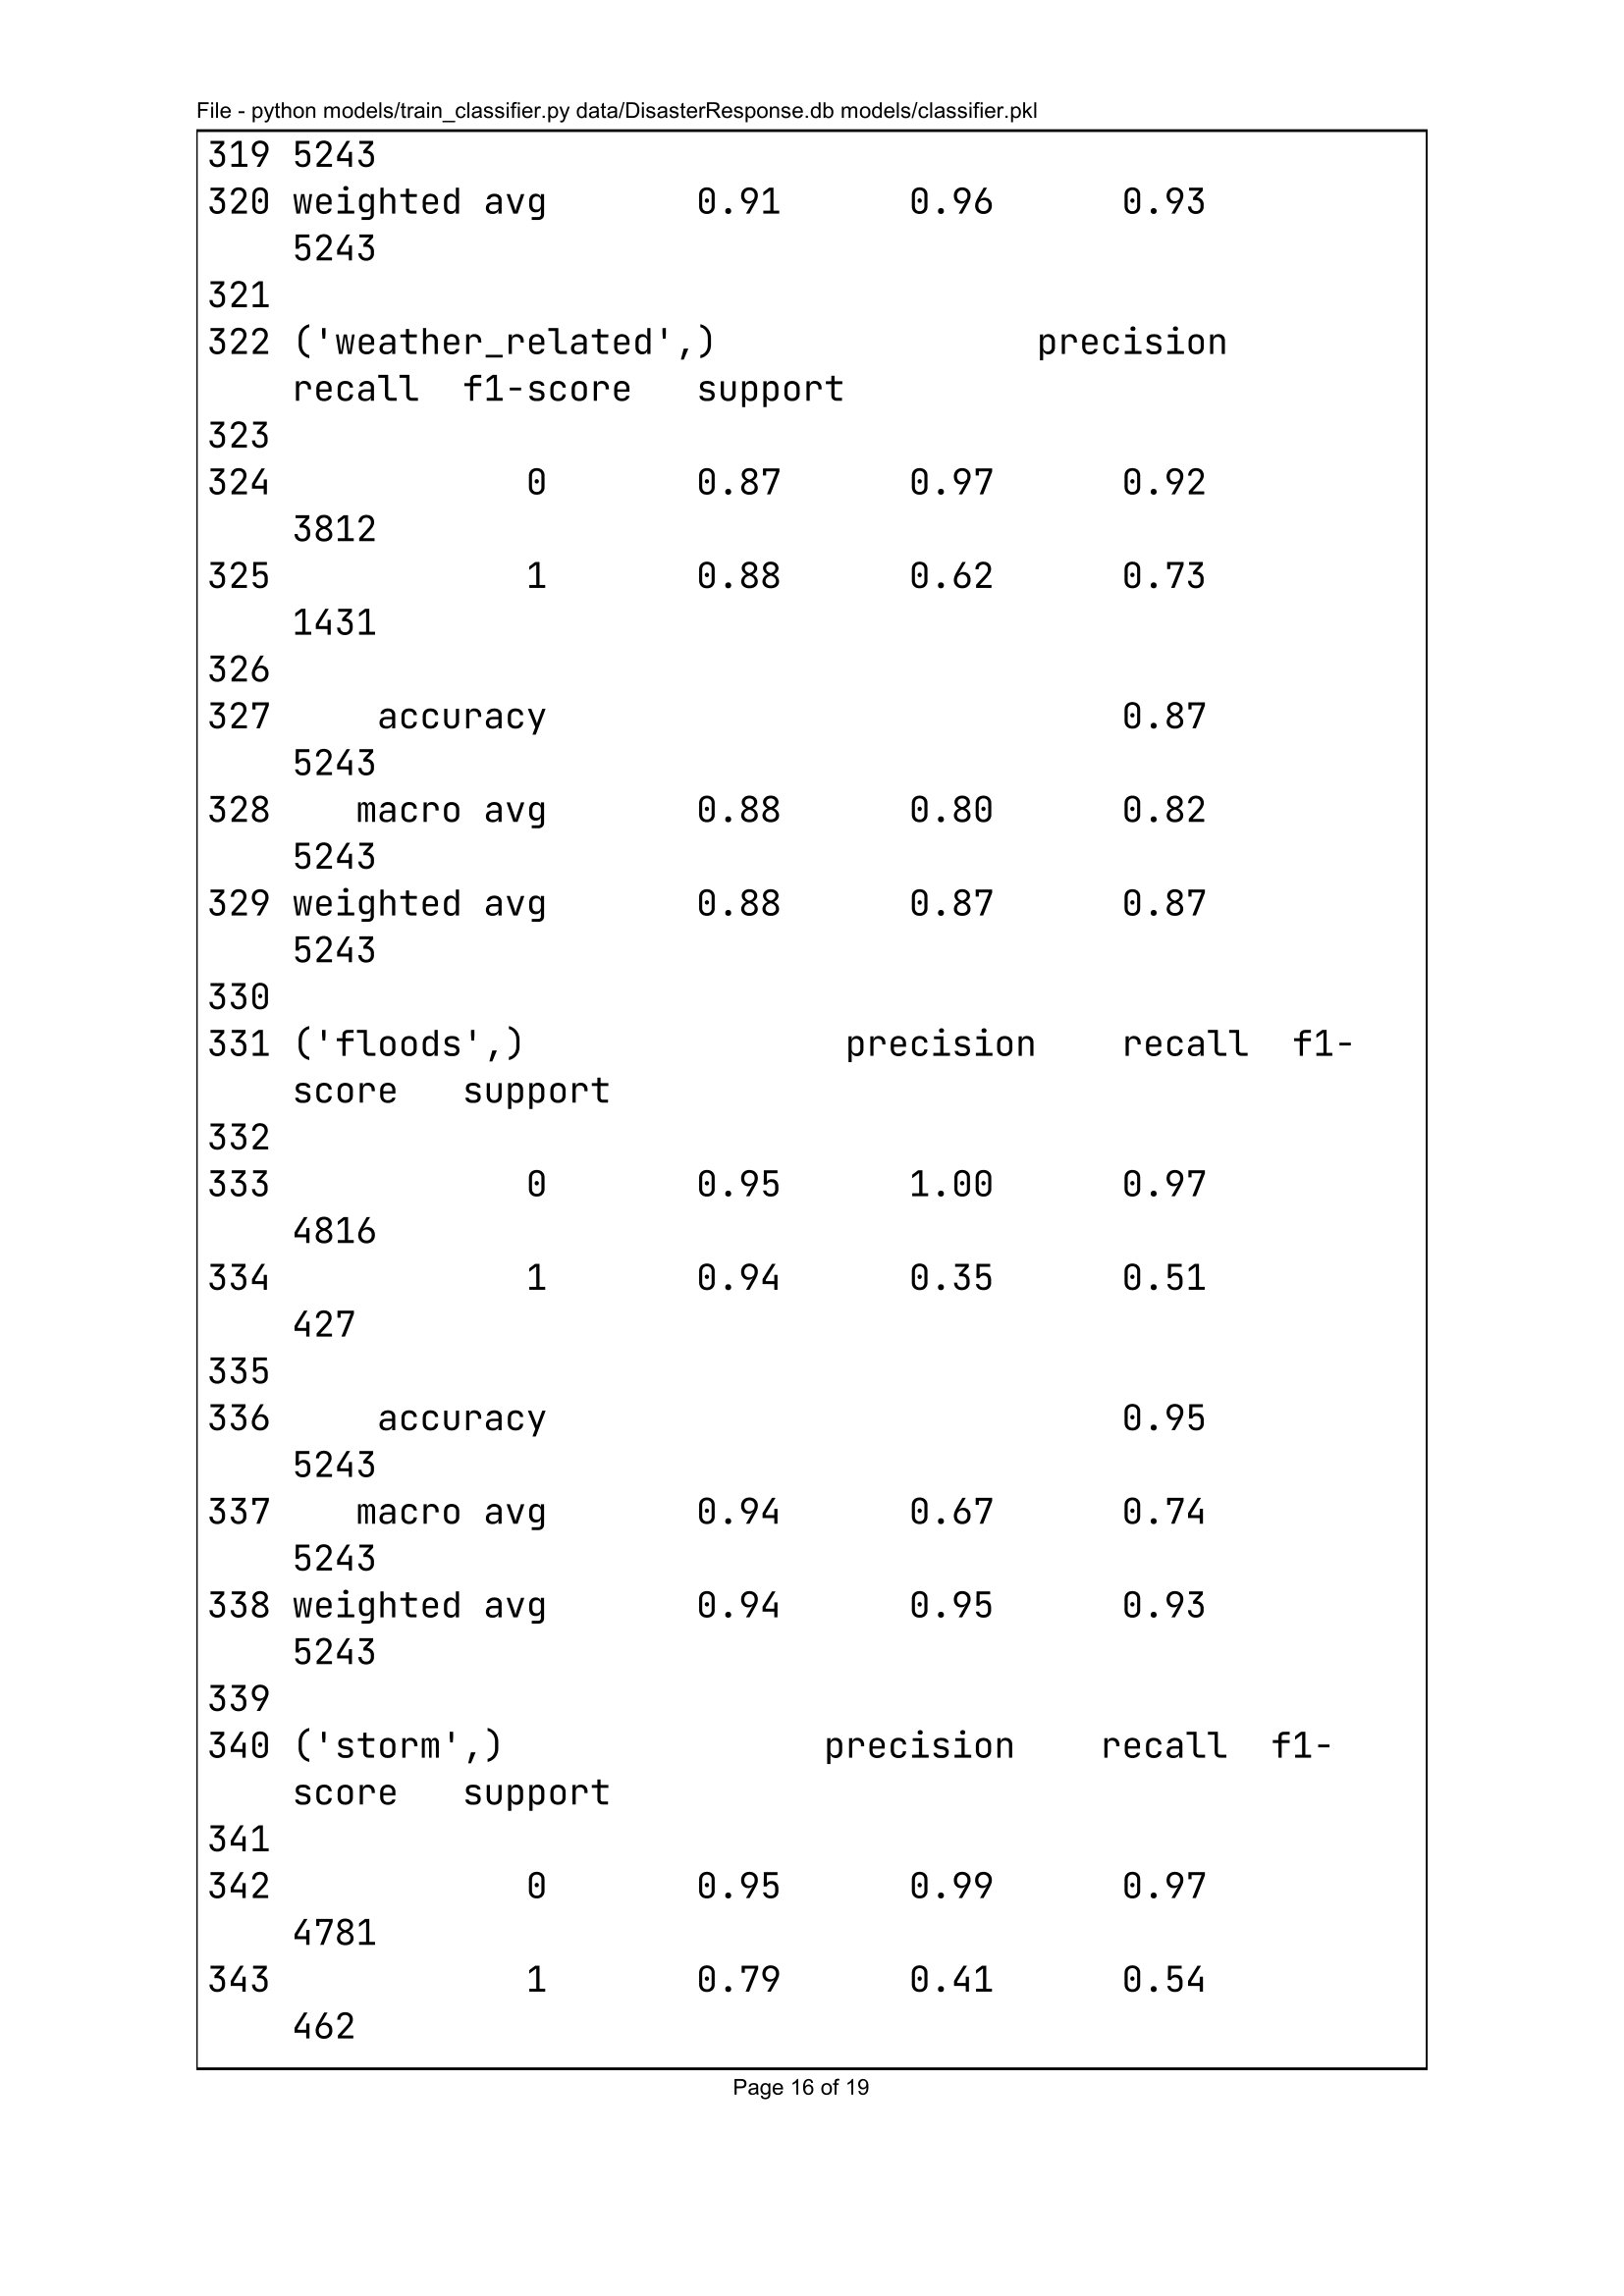 File - python models/train_classifier.py data/DisasterResponse.db models/classifier.pkl
319 5243
320 weighted avg       0.91      0.96      0.93
    5243
321
322 ('weather_related',)               precision
    recall  f1-score   support
323
324            0       0.87      0.97      0.92
    3812
325            1       0.88      0.62      0.73
    1431
326
327     accuracy                           0.87
    5243
328    macro avg       0.88      0.80      0.82
    5243
329 weighted avg       0.88      0.87      0.87
    5243
330
331 ('floods',)               precision    recall  f1-
    score   support
332
333            0       0.95      1.00      0.97
    4816
334            1       0.94      0.35      0.51
    427
335
336     accuracy                           0.95
    5243
337    macro avg       0.94      0.67      0.74
    5243
338 weighted avg       0.94      0.95      0.93
    5243
339
340 ('storm',)               precision    recall  f1-
    score   support
341
342            0       0.95      0.99      0.97
    4781
343            1       0.79      0.41      0.54
    462
Page 16 of 19